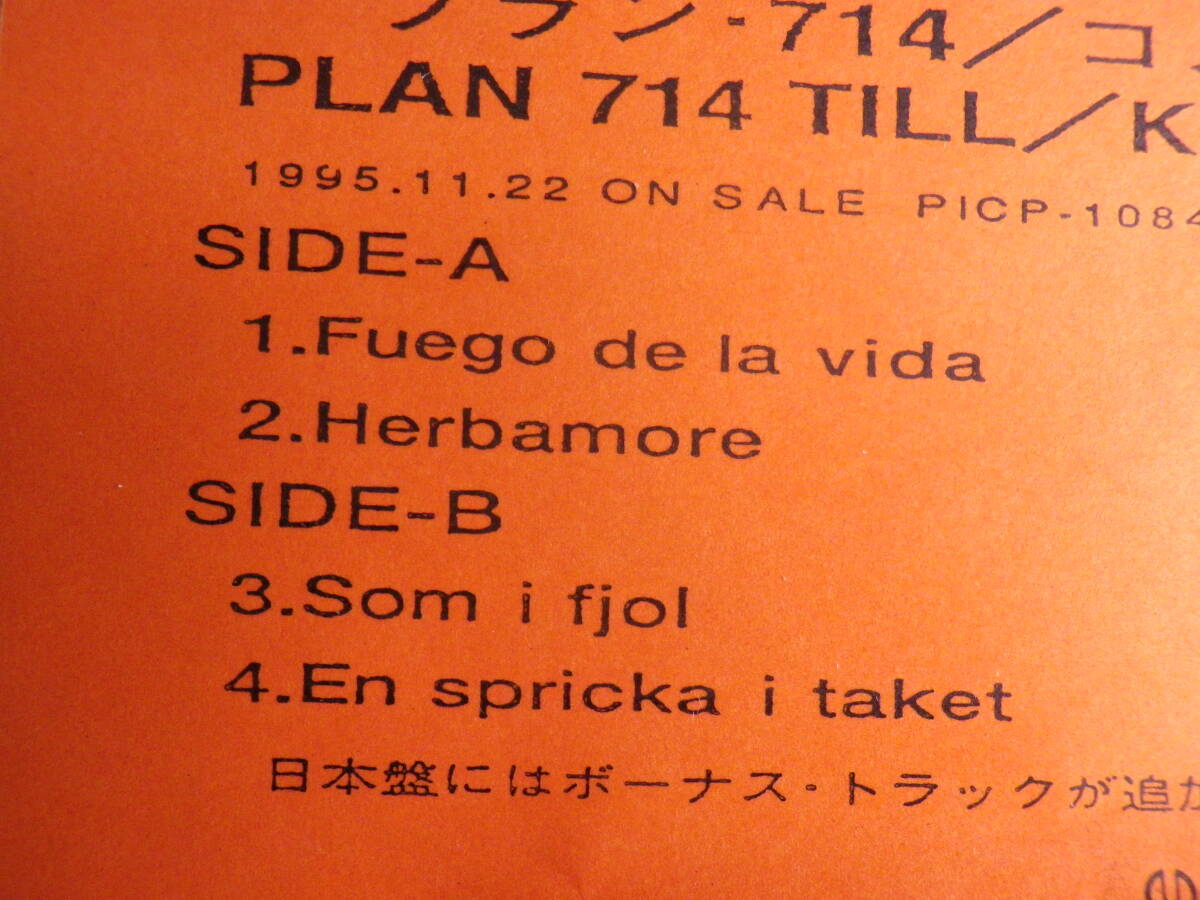 プラン・714／コ
PLAN 714 TILL／K
1995.11.22 ON SALE PICP-1084
SIDE-A
1.Fuego de la vida
2.Herbamore
SIDE-B
3.Som i fjol
4.En spricka i taket
日本盤にはボーナス・トラックが追